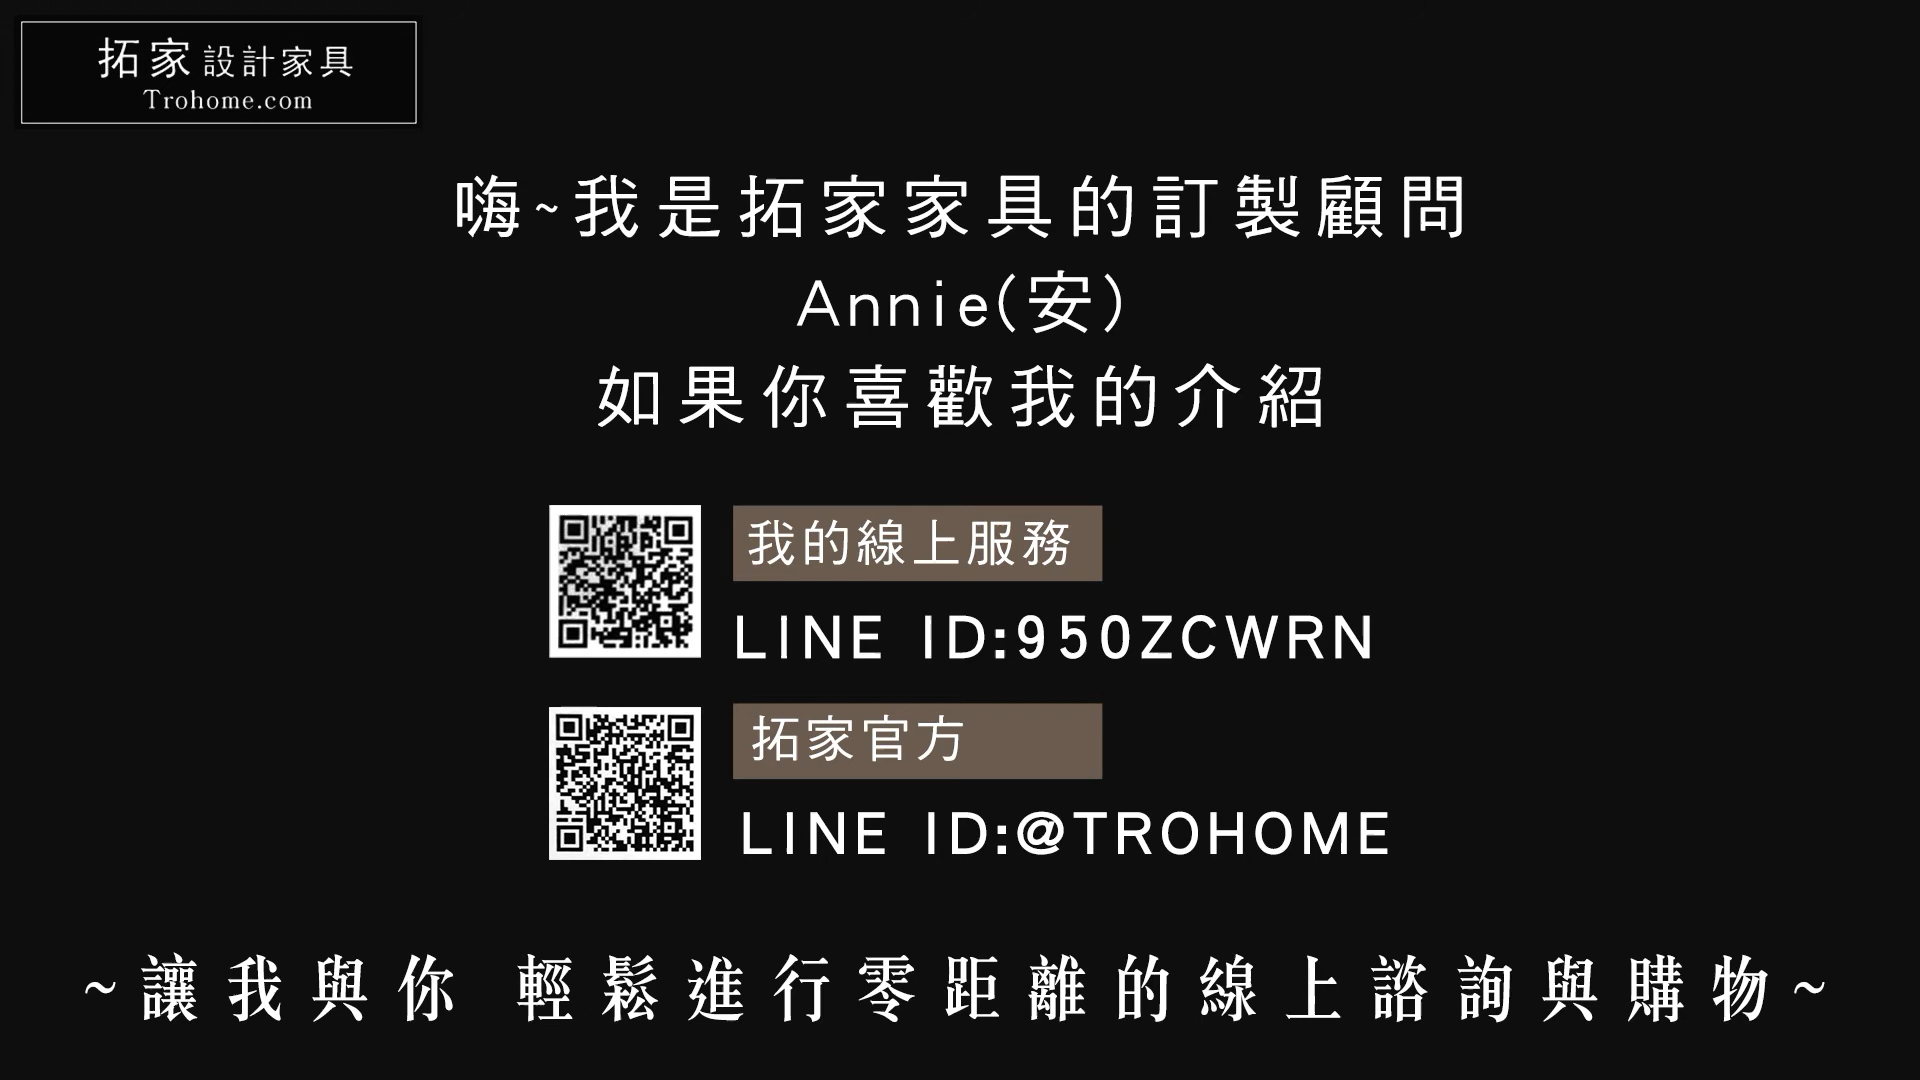 拓家設計家具
Trohome.com
嗨~我是拓家家具的訂製顧問
Annie(安)
如果你喜歡我的介紹
我的線上服務
LINE ID:950ZCWRN
拓家官方
LINE ID:@TROHOME
~讓我與你 輕鬆進行零距離的線上諮詢與購物~